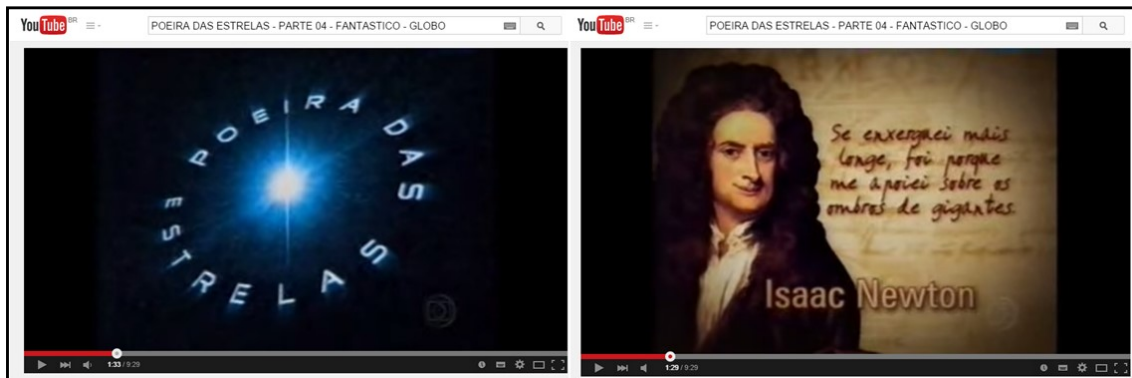 YouTube BR
POEIRA DAS ESTRELAS - PARTE 04 - FANTASTICO - GLOBO
POEIRA DAS
ESTRELAS
1:33 / 9:29
YouTube BR
POEIRA DAS ESTRELAS - PARTE 04 - FANTASTICO - GLOBO
Se enxerguei mais
longe, foi porque
me apoiei sobre os
ombros de gigantes.
Isaac Newton
1:29 / 9:29